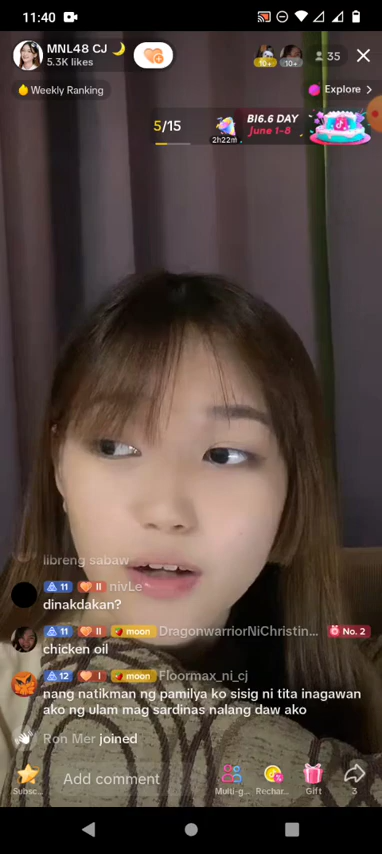 11:40
MNL48 CJ 🌙
5.3K likes
10+
10+
35
Weekly Ranking
Explore >
5/15
2h22m
BI6.6 DAY
June 1-8
libreng sabaw
11 II nivLe
dinakdakan?
11 II moon DragonwarriorNiChristin... No. 2
chicken oil
12 I moon Floormax_ni_cj
nang natikman ng pamilya ko sisig ni tita inagawan
ako ng ulam mag sardinas nalang daw ako
Ron Mer joined
Add comment
Subsc...
Multi-g...
Rechar...
Gift
3